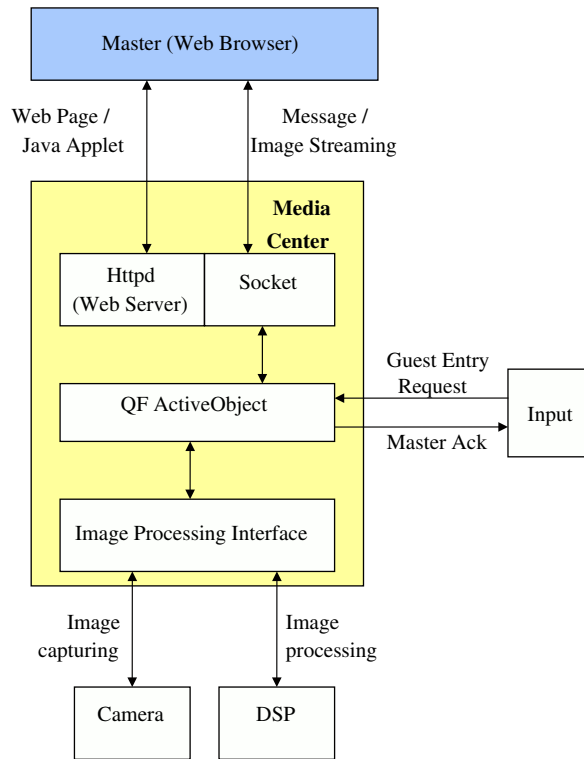 Master (Web Browser)
Web Page /
Java Applet
Message /
Image Streaming
Media
Center
Httpd
(Web Server)
Socket
QF ActiveObject
Guest Entry
Request
Input
Master Ack
Image Processing Interface
Image
capturing
Image
processing
Camera
DSP